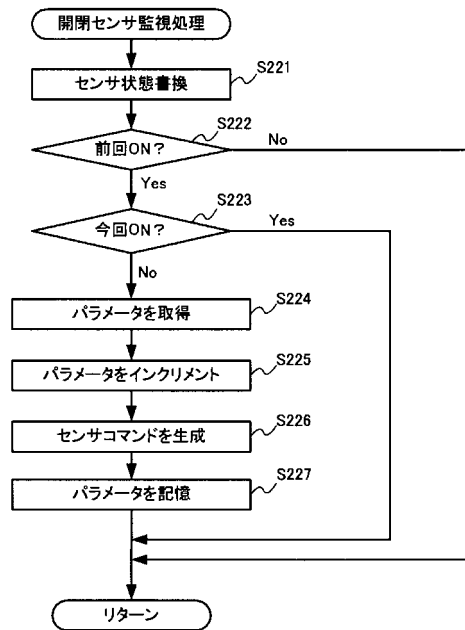 開閉センサ監視処理
センサ状態書換
S221
前回ON?
S222
No
Yes
今回ON?
S223
Yes
No
パラメータを取得
S224
パラメータをインクリメント
S225
センサコマンドを生成
S226
パラメータを記憶
S227
リターン